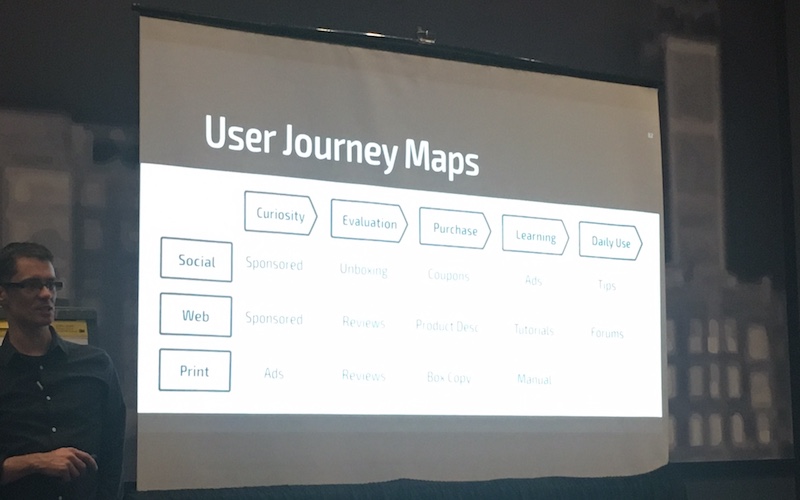 User Journey Maps
Curiosity Evaluation Purchase Learning Daily Use
Social Sponsored Unboxing Coupons Ads Tips
Web Sponsored Reviews Product Desc Tutorials Forums
Print Ads Reviews Box Copy Manual